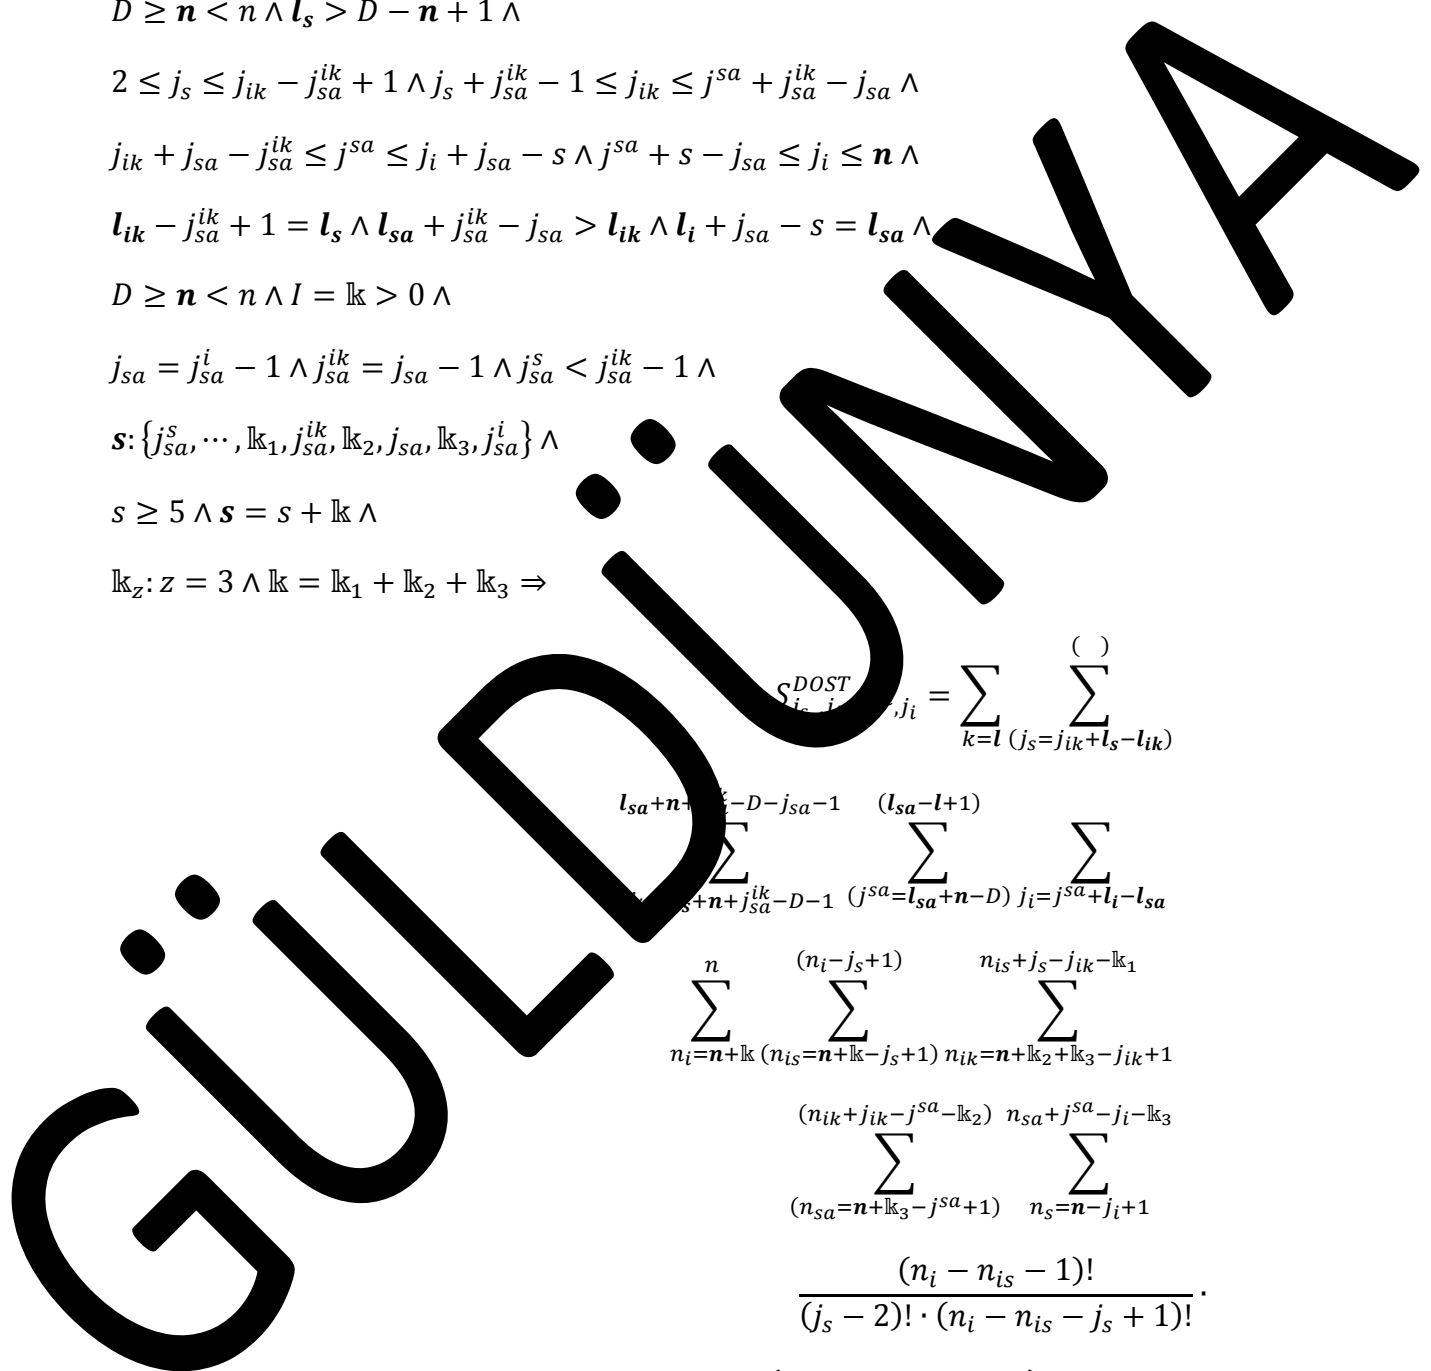 D ≥ 𝒏 < n ∧ 𝒍ₛ > D − 𝒏 + 1 ∧
2 ≤ j_s ≤ j_{ik} − j_{sa}^{ik} + 1 ∧ j_s + j_{sa}^{ik} − 1 ≤ j_{ik} ≤ j^{sa} + j_{sa}^{ik} − j_{sa} ∧
j_{ik} + j_{sa} − j_{sa}^{ik} ≤ j^{sa} ≤ j_i + j_{sa} − s ∧ j^{sa} + s − j_{sa} ≤ j_i ≤ 𝒏 ∧
𝒍_{ik} − j_{sa}^{ik} + 1 = 𝒍_s ∧ 𝒍_{sa} + j_{sa}^{ik} − j_{sa} > 𝒍_{ik} ∧ 𝒍_i + j_{sa} − s = 𝒍_{sa} ∧
D ≥ 𝒏 < n ∧ I = 𝕜 > 0 ∧
j_{sa} = j_{sa}^{i} − 1 ∧ j_{sa}^{ik} = j_{sa} − 1 ∧ j_{sa}^{s} < j_{sa}^{ik} − 1 ∧
𝒔: {j_{sa}^{s}, ⋯, 𝕜_1, j_{sa}^{ik}, 𝕜_2, j_{sa}, 𝕜_3, j_{sa}^{i}} ∧
s ≥ 5 ∧ 𝒔 = s + 𝕜 ∧
𝕜_z: z = 3 ∧ 𝕜 = 𝕜_1 + 𝕜_2 + 𝕜_3 ⇒
( )
S^{DOST} ,j_i = ∑ ∑
k=𝒍 (j_s=j_{ik}+𝒍_s−𝒍_{ik})
𝒍_{sa}+𝒏+ −D−j_{sa}−1 (𝒍_{sa}−𝒍+1)
∑ ∑ ∑
+𝒏+j_{sa}^{ik}−D−1 (j^{sa}=𝒍_{sa}+𝒏−D) j_i=j^{sa}+𝒍_i−𝒍_{sa}
n (n_i−j_s+1) n_{is}+j_s−j_{ik}−𝕜_1
∑ ∑ ∑
n_i=𝒏+𝕜 (n_{is}=𝒏+𝕜−j_s+1) n_{ik}=𝒏+𝕜_2+𝕜_3−j_{ik}+1
(n_{ik}+j_{ik}−j^{sa}−𝕜_2) n_{sa}+j^{sa}−j_i−𝕜_3
∑ ∑
(n_{sa}=𝒏+𝕜_3−j^{sa}+1) n_s=𝒏−j_i+1
(n_i − n_{is} − 1)!
(j_s − 2)! · (n_i − n_{is} − j_s + 1)! ·
GÜLDÜNYA